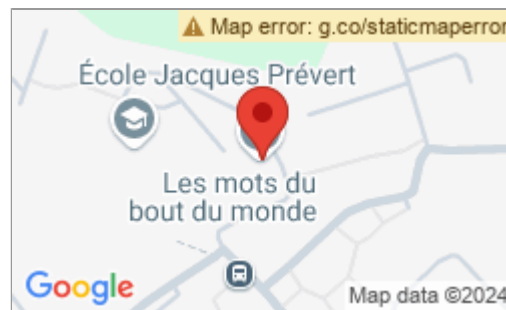 Map error: g.co/staticmaperror
École Jacques Prévert
Les mots du
bout du monde
Google
Map data ©2024